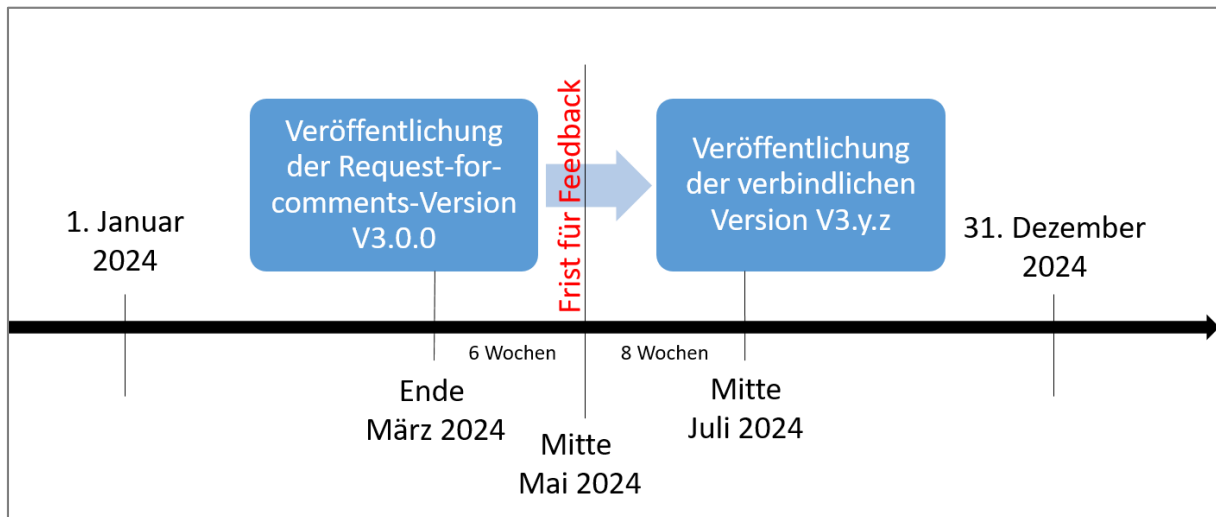 Veröffentlichung
der Request-for-
comments-Version
V3.0.0
Frist für Feedback
Veröffentlichung
der verbindlichen
Version V3.y.z
1. Januar
2024
31. Dezember
2024
6 Wochen
8 Wochen
Ende
März 2024
Mitte
Mai 2024
Mitte
Juli 2024